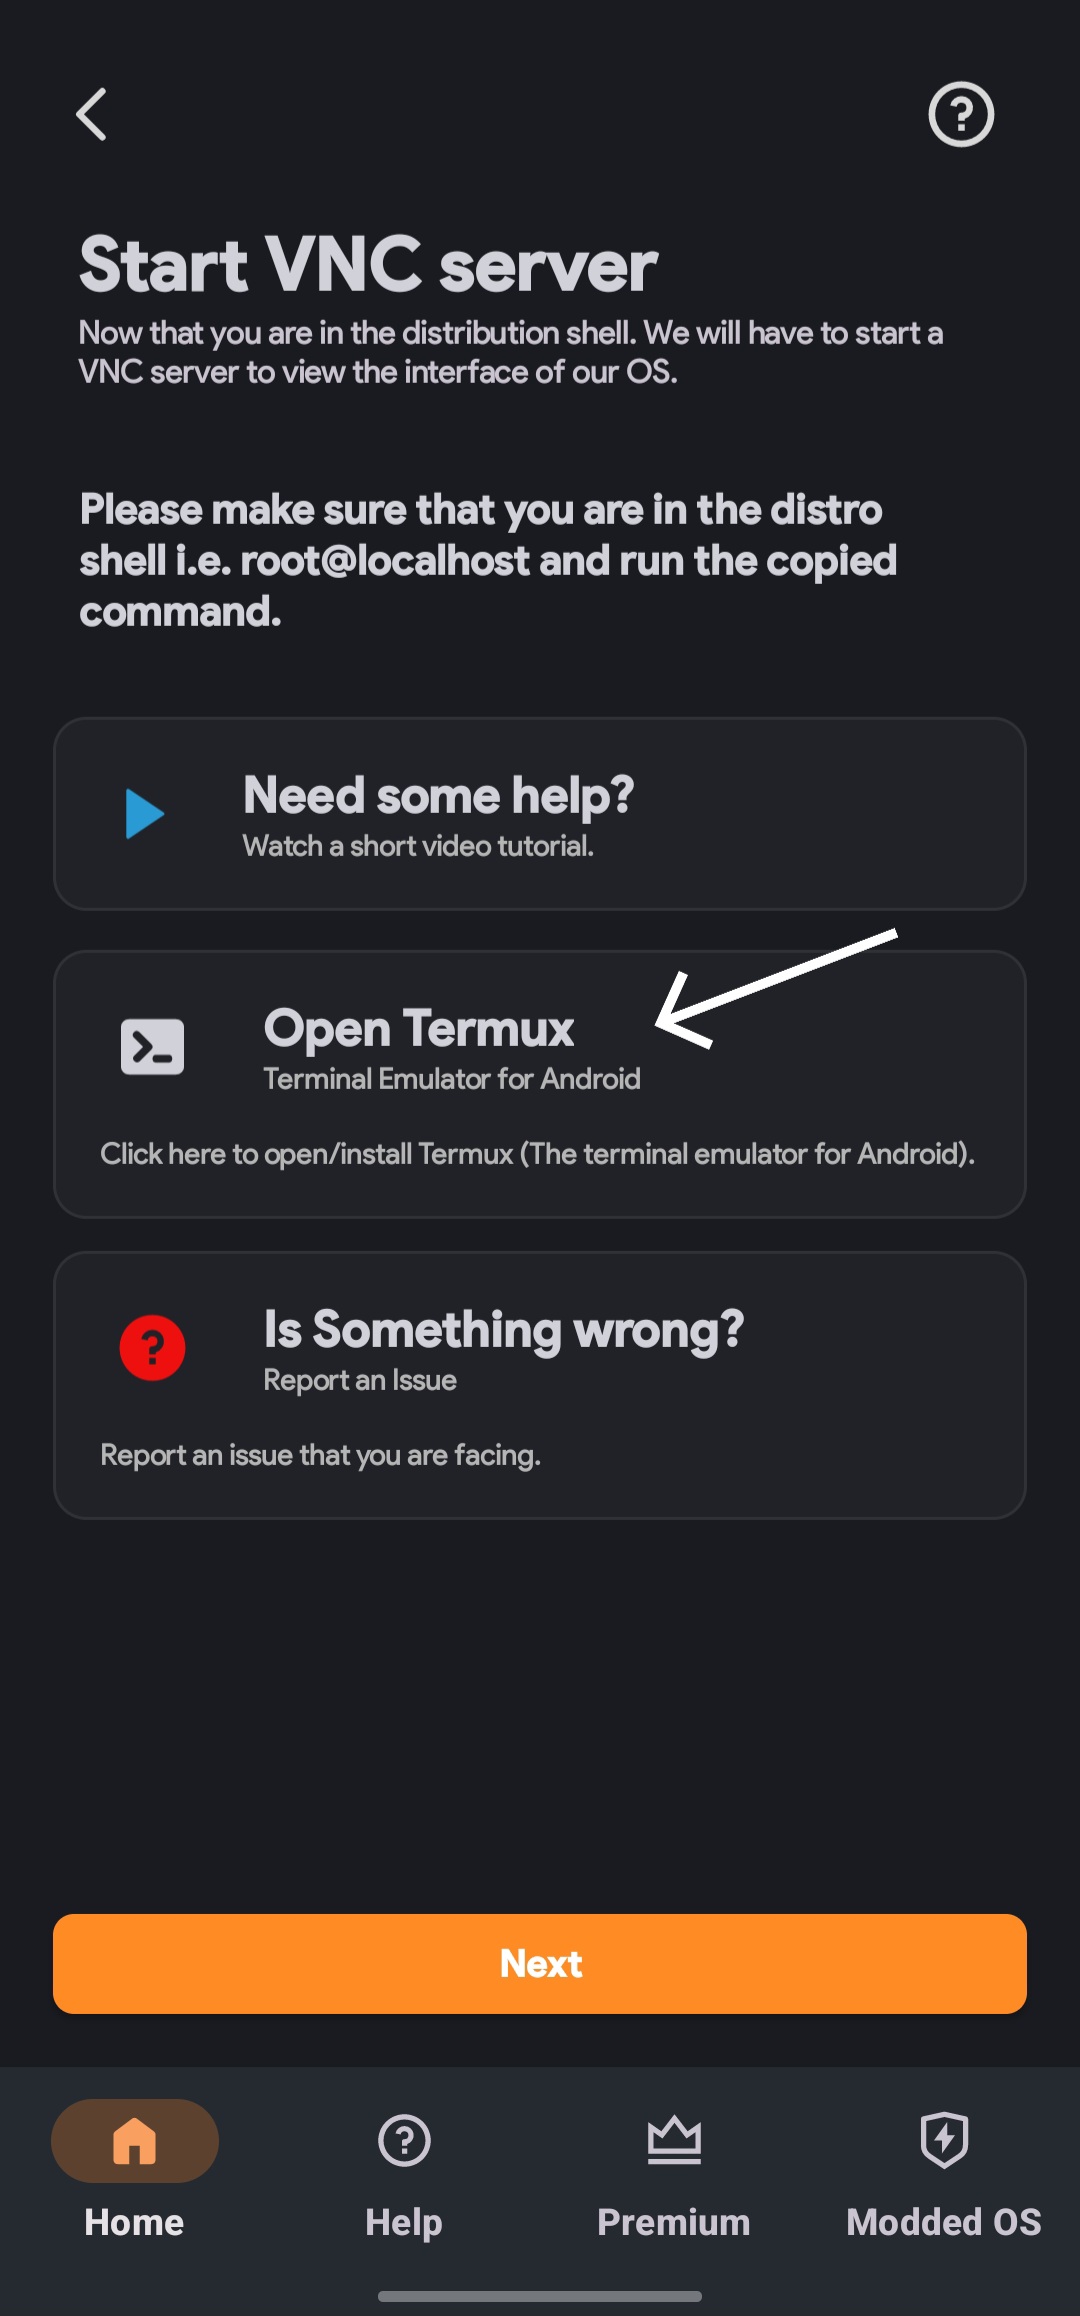 Start VNC server
Now that you are in the distribution shell. We will have to start a
VNC server to view the interface of our OS.
Please make sure that you are in the distro
shell i.e. root@localhost and run the copied
command.
Need some help?
Watch a short video tutorial.
Open Termux
Terminal Emulator for Android
Click here to open/install Termux (The terminal emulator for Android).
Is Something wrong?
Report an Issue
Report an issue that you are facing.
Next
Home
Help
Premium
Modded OS